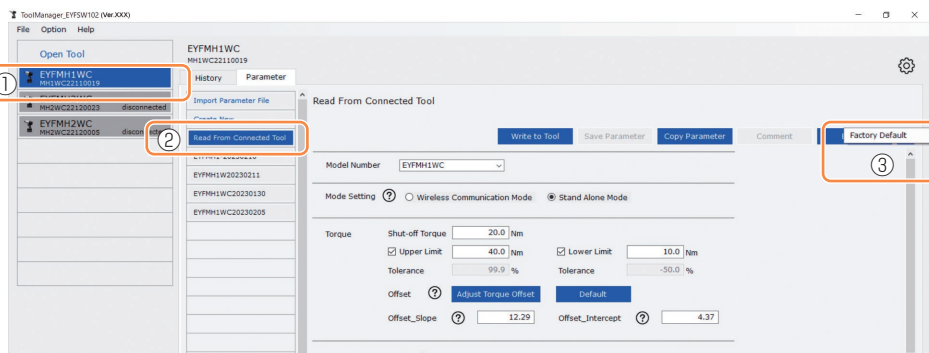 ToolManager_EYFSW102 (Ver.XXX)
File Option Help
Open Tool
EYFMH1WC
MH1WC22110019
MH2WC22120023 disconnected
EYFMH2WC
MH2WC22120005
EYFMH1WC
MH1WC22110019
History Parameter
Import Parameter File
Create New
Read From Connected Tool
EYFMH1W20230211
EYFMH1WC20230130
EYFMH1WC20230205
①
②
③
Read From Connected Tool
Write to Tool Save Parameter Copy Parameter Comment Factory Default
Model Number EYFMH1WC
Mode Setting ? Wireless Communication Mode Stand Alone Mode
Torque Shut-off Torque 20.0 Nm
Upper Limit 40.0 Nm Lower Limit 10.0 Nm
Tolerance 99.9 % Tolerance -50.0 %
Offset ? Adjust Torque Offset Default
Offset_Slope ? 12.29 Offset_Intercept ? 4.37